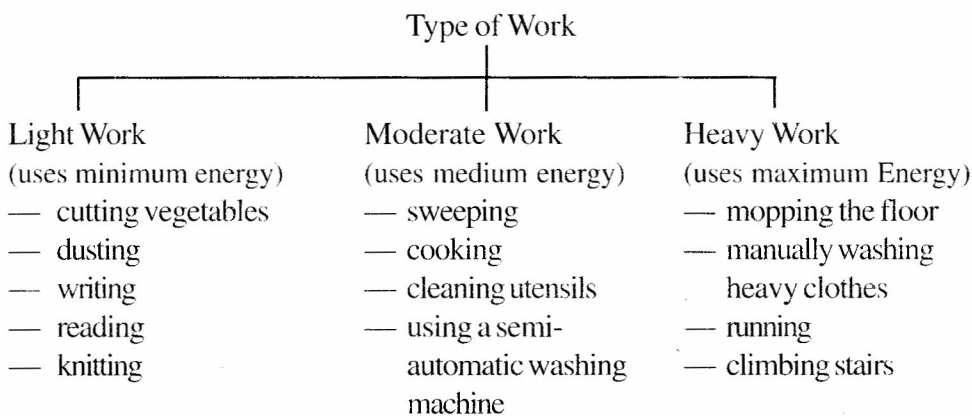 Type of Work
Light Work
(uses minimum energy)
— cutting vegetables
— dusting
— writing
— reading
— knitting
Moderate Work
(uses medium energy)
— sweeping
— cooking
— cleaning utensils
— using a semi-
automatic washing
machine
Heavy Work
(uses maximum Energy)
— mopping the floor
— manually washing
heavy clothes
— running
— climbing stairs